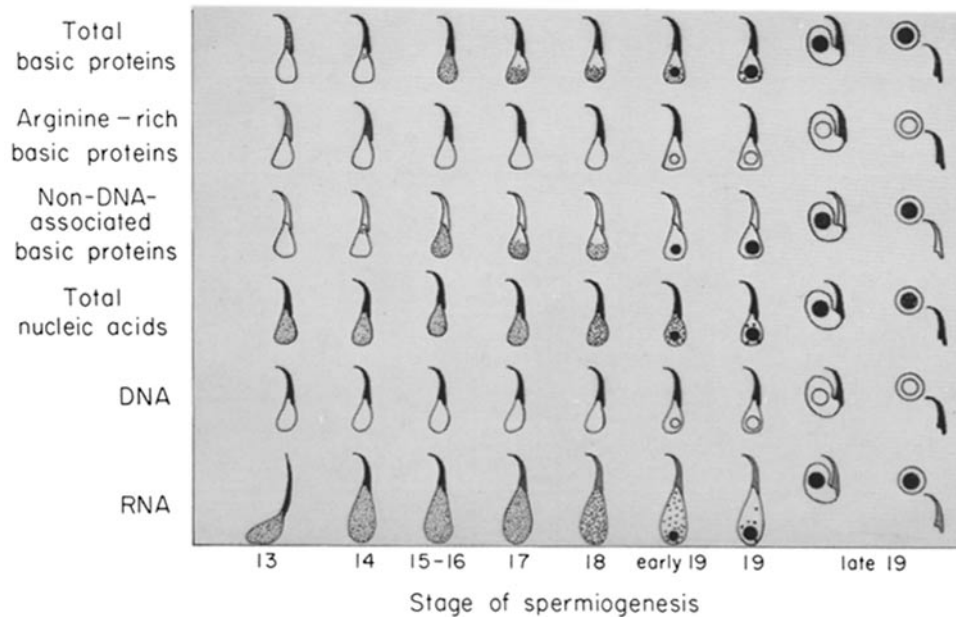 Total
basic proteins
Arginine-rich
basic proteins
Non-DNA-
associated
basic proteins
Total
nucleic acids
DNA
RNA
13 14 15-16 17 18 early 19 19 late 19
Stage of spermiogenesis